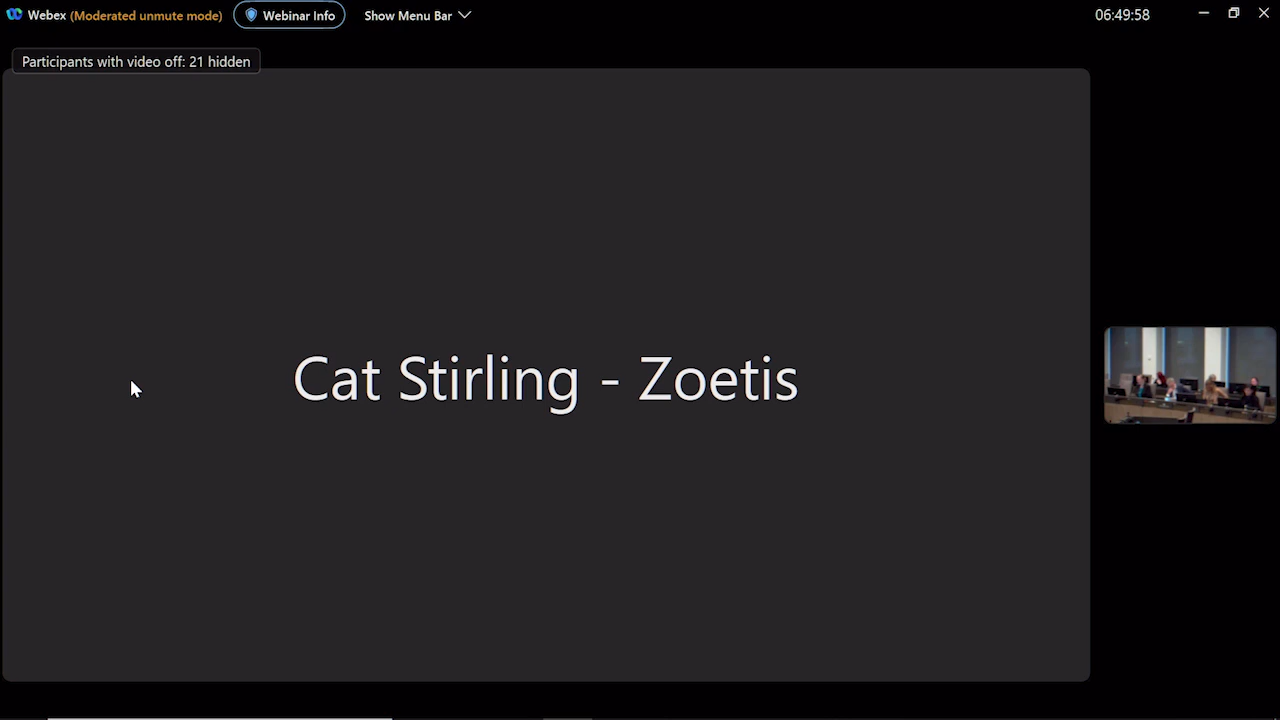 Webex (Moderated unmute mode) Webinar Info Show Menu Bar 06:49:58
Participants with video off: 21 hidden
Cat Stirling - Zoetis